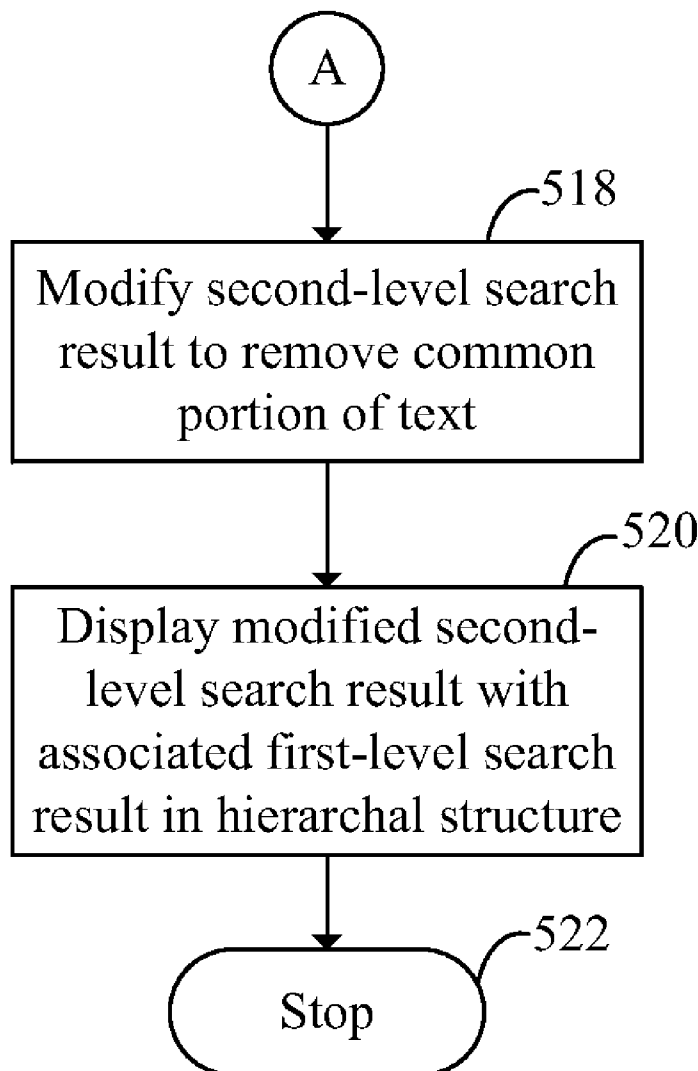 A
518
Modify second-level search
result to remove common
portion of text
520
Display modified second-
level search result with
associated first-level search
result in hierarchal structure
522
Stop